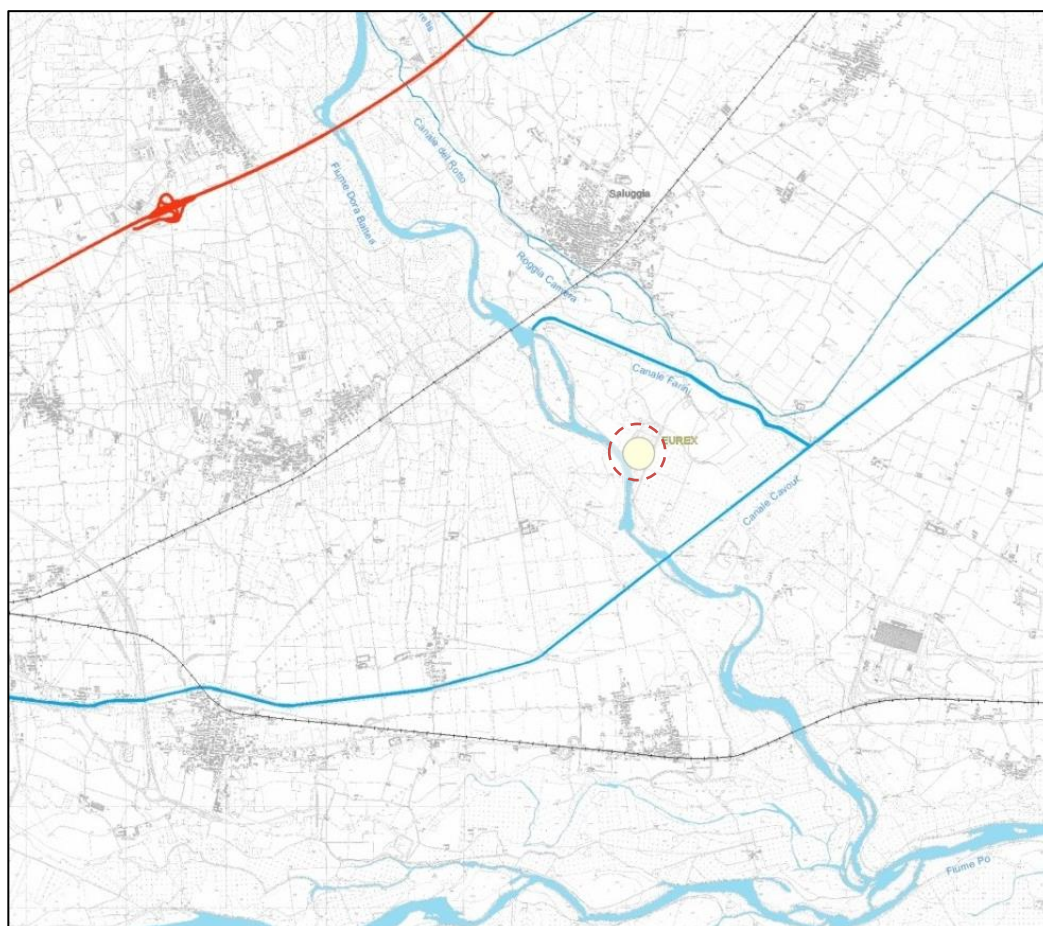 Canale del Rotto
Fiume Dora Baltea
Saluggia
Roggia Camera
Canale Farini
EUREX
Canale Cavour
Fiume Po